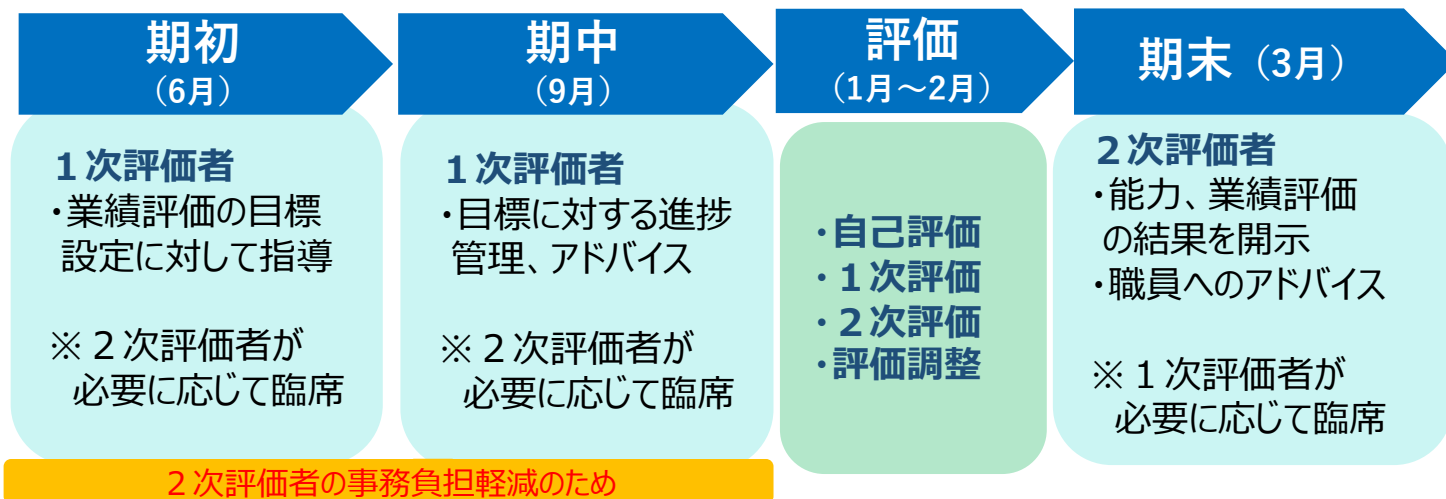 期初
（6月）
１次評価者
・業績評価の目標
設定に対して指導
※２次評価者が
必要に応じて臨席
期中
（9月）
１次評価者
・目標に対する進捗
管理、アドバイス
※２次評価者が
必要に応じて臨席
２次評価者の事務負担軽減のため
評価
（1月～2月）
・自己評価
・１次評価
・２次評価
・評価調整
期末（3月）
２次評価者
・能力、業績評価
の結果を開示
・職員へのアドバイス
※１次評価者が
必要に応じて臨席